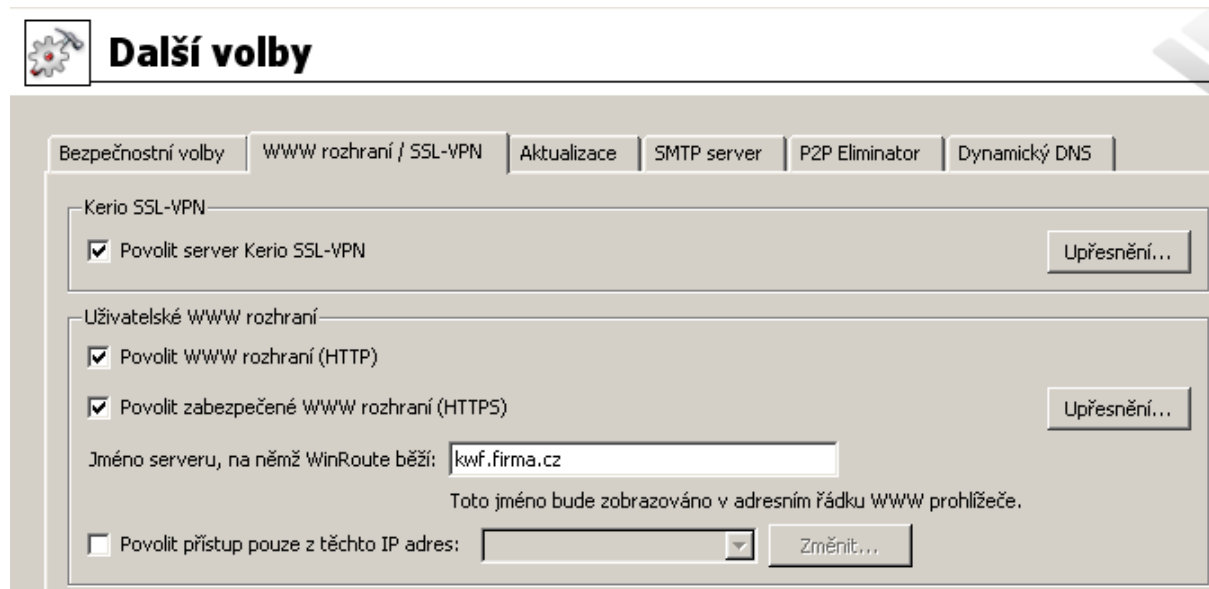 Další volby
Bezpečnostní volby WWW rozhraní / SSL-VPN Aktualizace SMTP server P2P Eliminator Dynamický DNS
Kerio SSL-VPN
Povolit server Kerio SSL-VPN Upřesnění...
Uživatelské WWW rozhraní
Povolit WWW rozhraní (HTTP)
Povolit zabezpečené WWW rozhraní (HTTPS) Upřesnění...
Jméno serveru, na němž WinRoute běží: kwf.firma.cz
Toto jméno bude zobrazováno v adresním řádku WWW prohlížeče.
Povolit přístup pouze z těchto IP adres: Změnit...